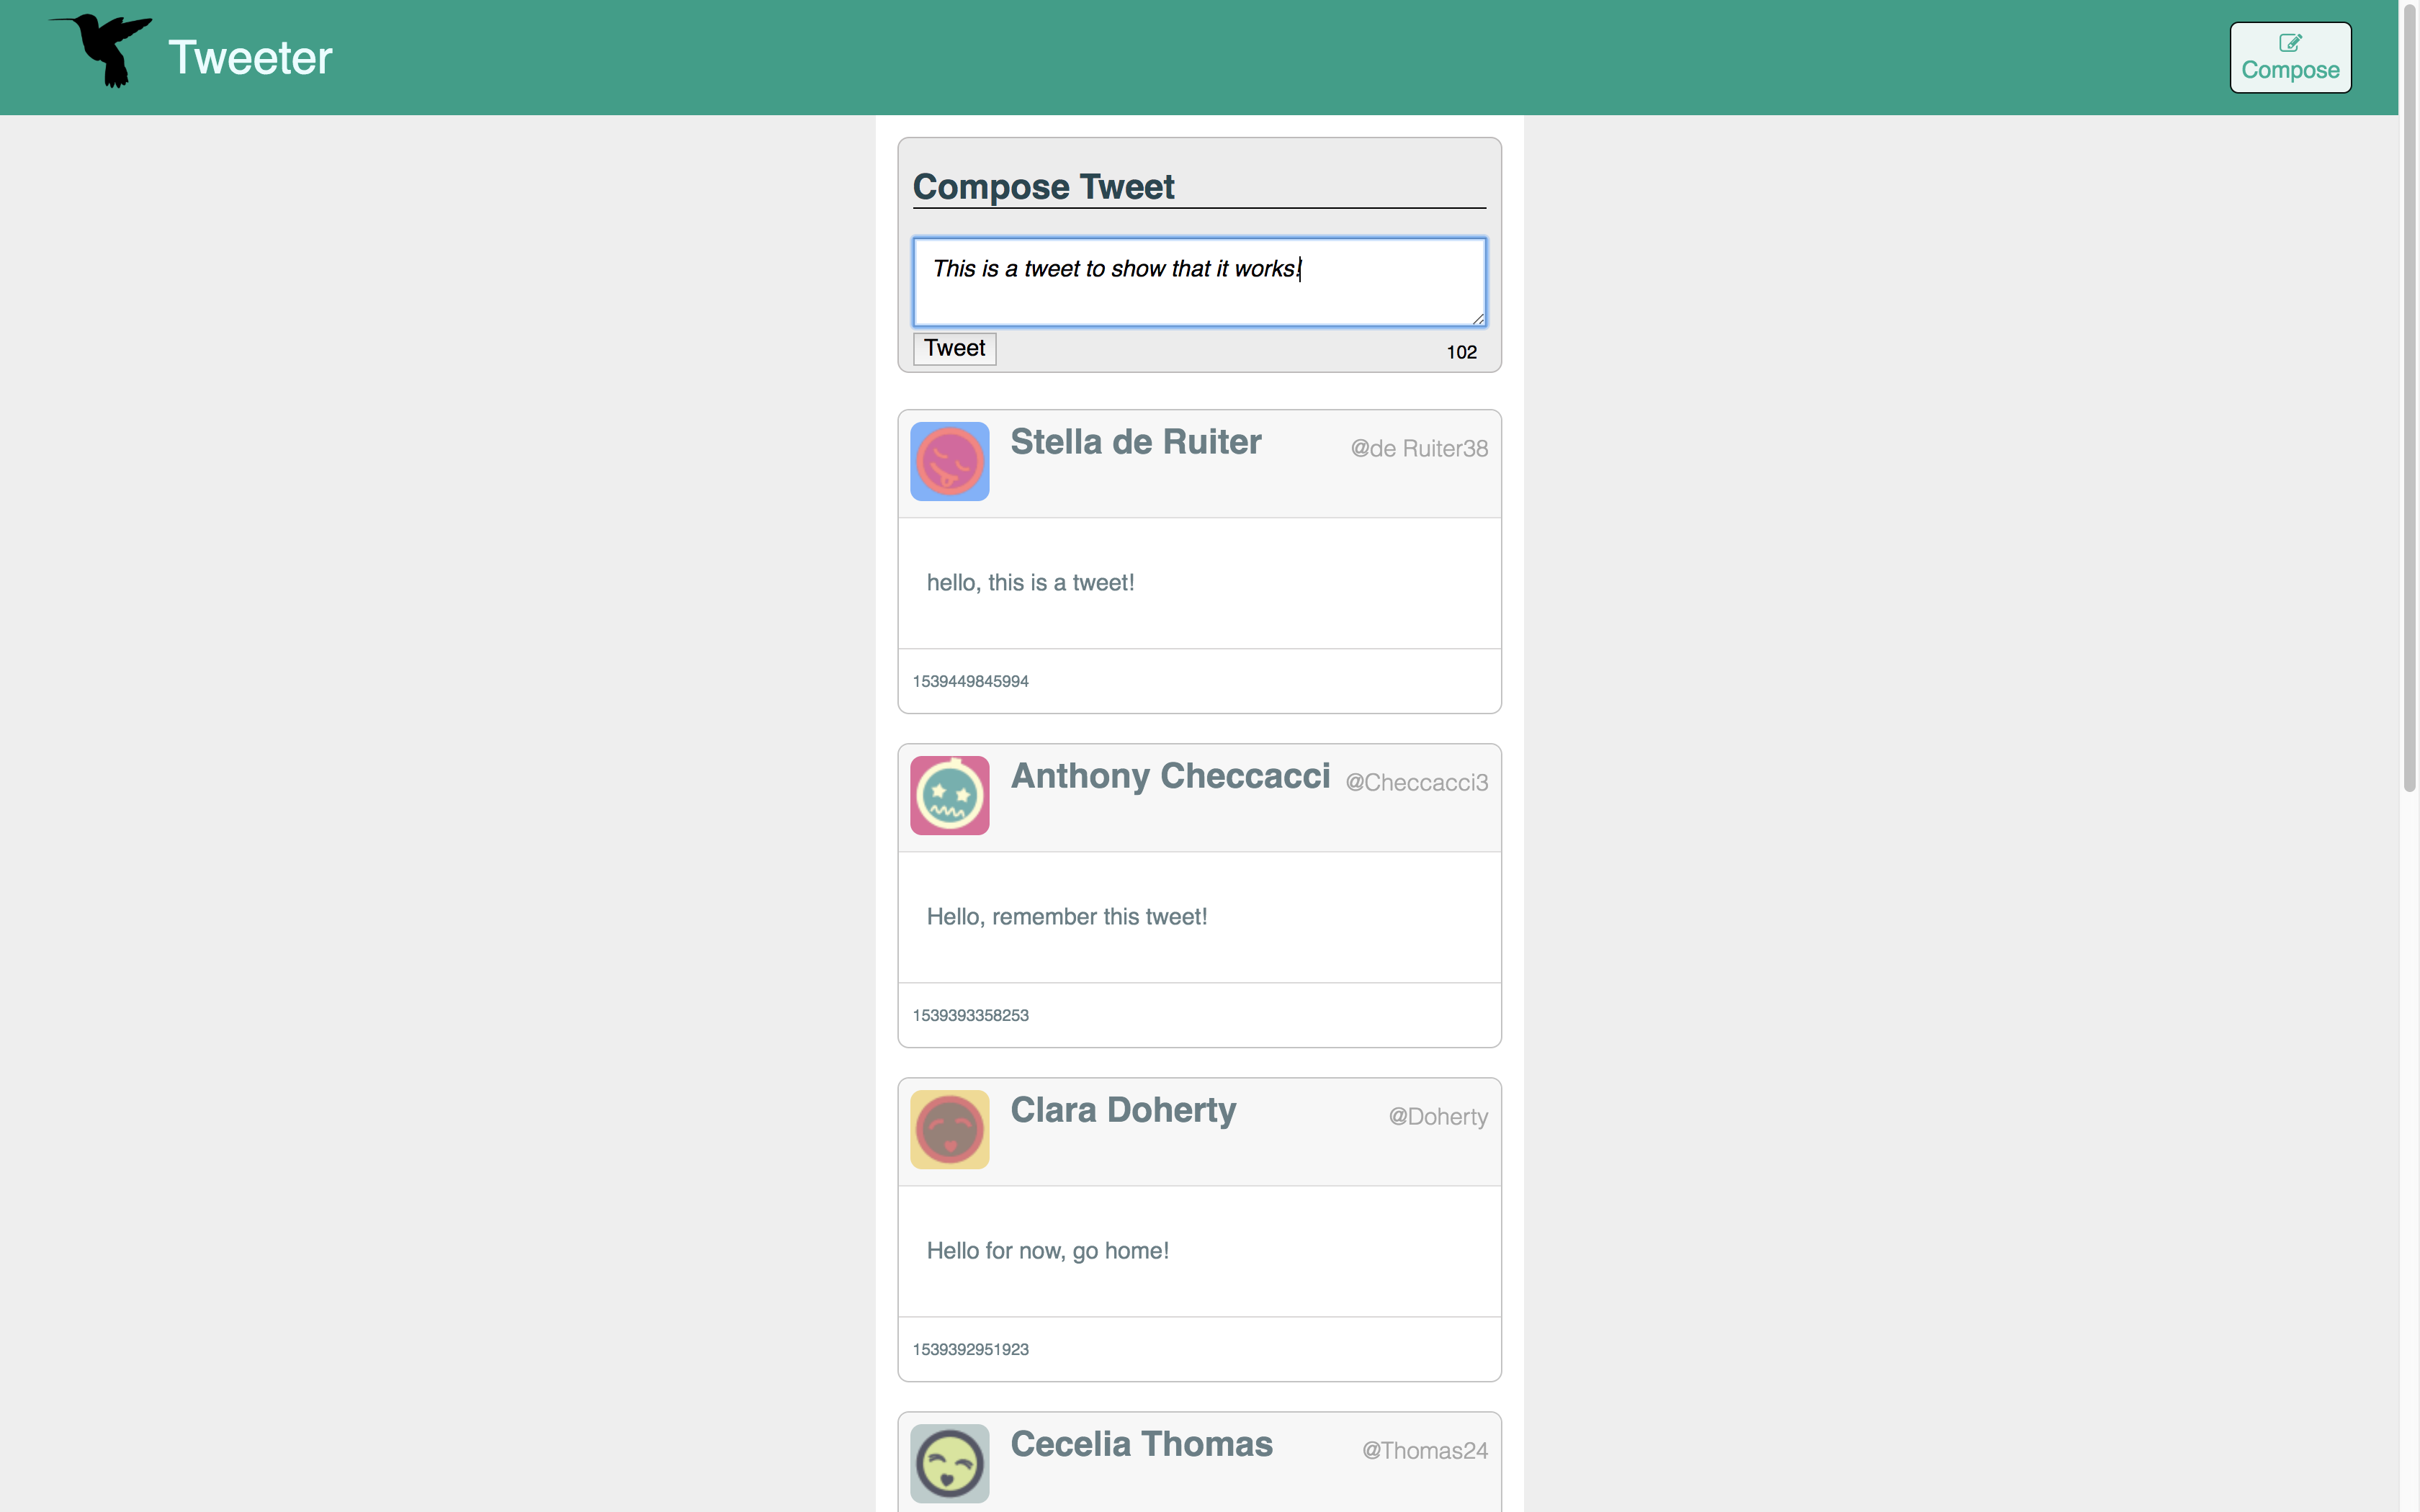 Tweeter
Compose
Compose Tweet
This is a tweet to show that it works!
Tweet
102
Stella de Ruiter @de Ruiter38
hello, this is a tweet!
1539449845994
Anthony Checcacci @Checcacci3
Hello, remember this tweet!
1539393358253
Clara Doherty @Doherty
Hello for now, go home!
1539392951923
Cecelia Thomas @Thomas24